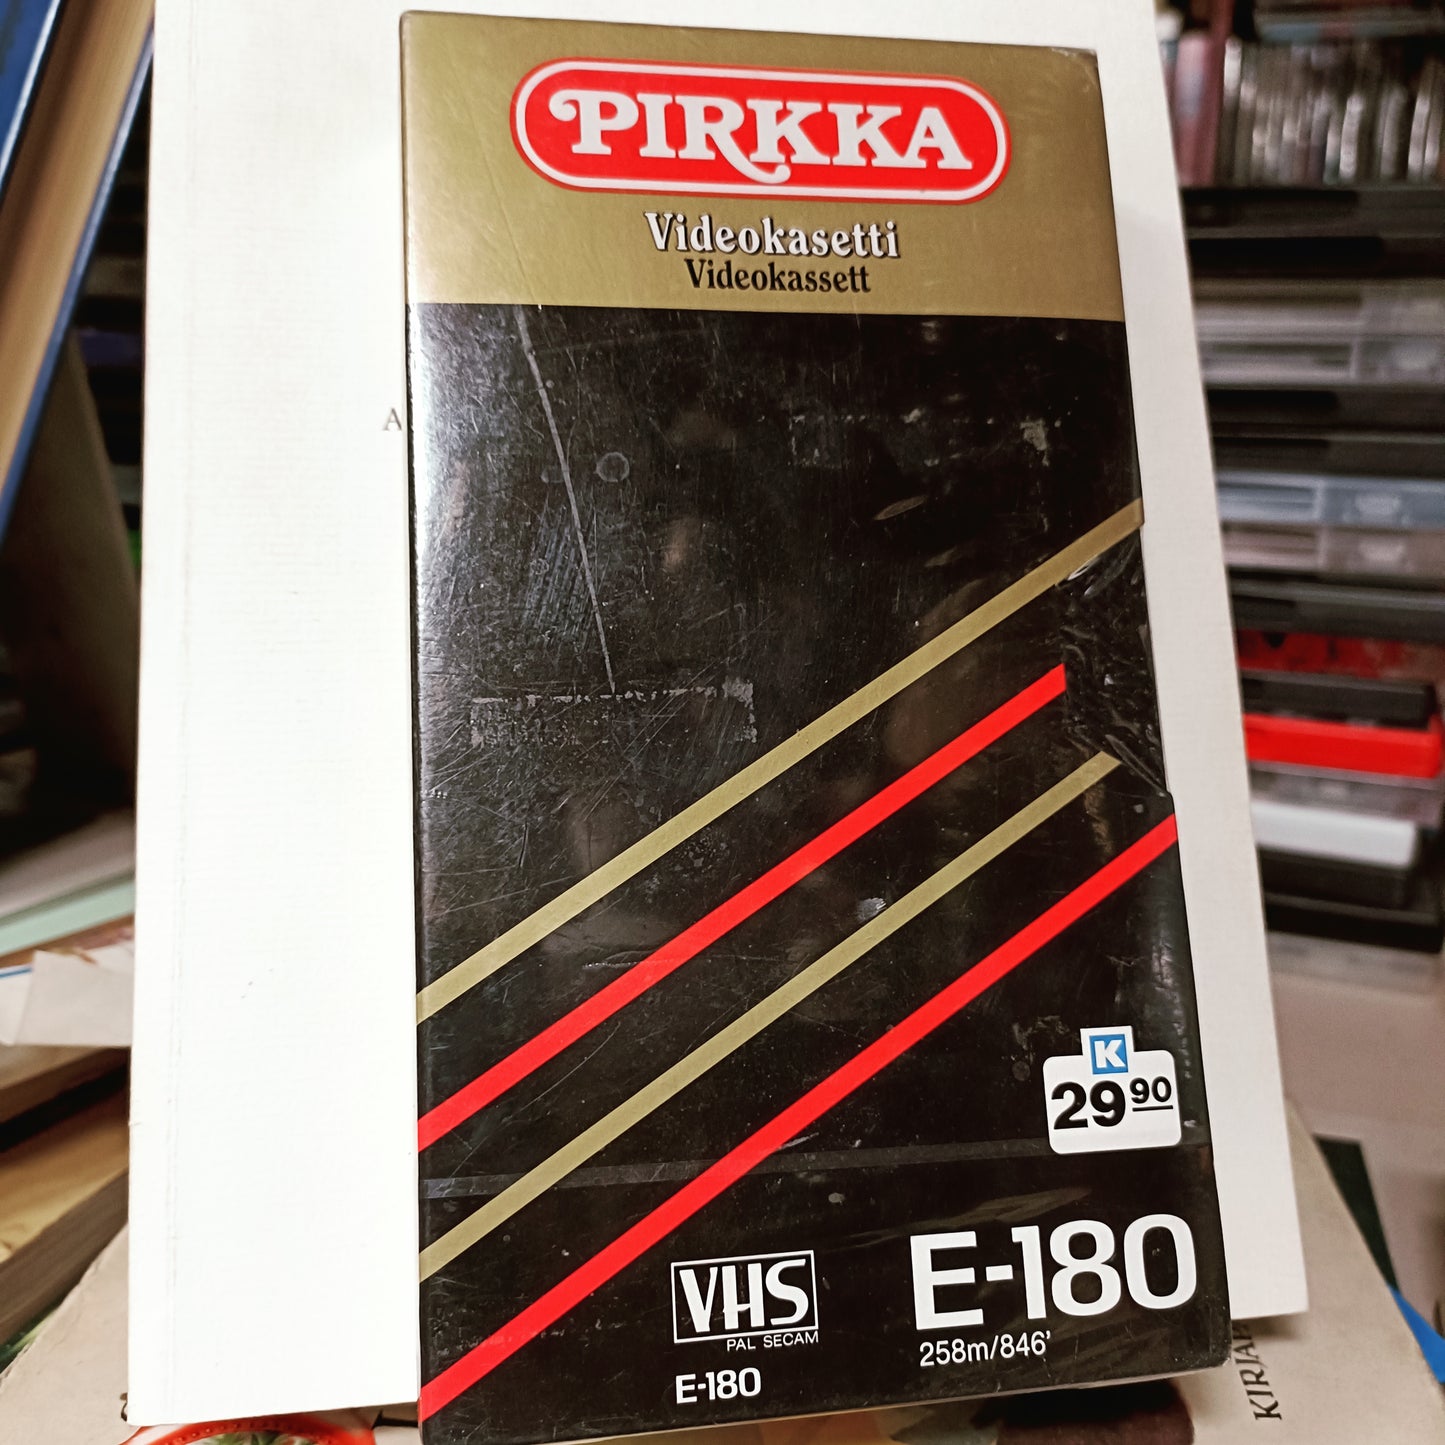 PIRKKA
Videokasetti
Videokassett
A
K
29 90
VHS
PAL SECAM
E-180
E-180
258m/846'